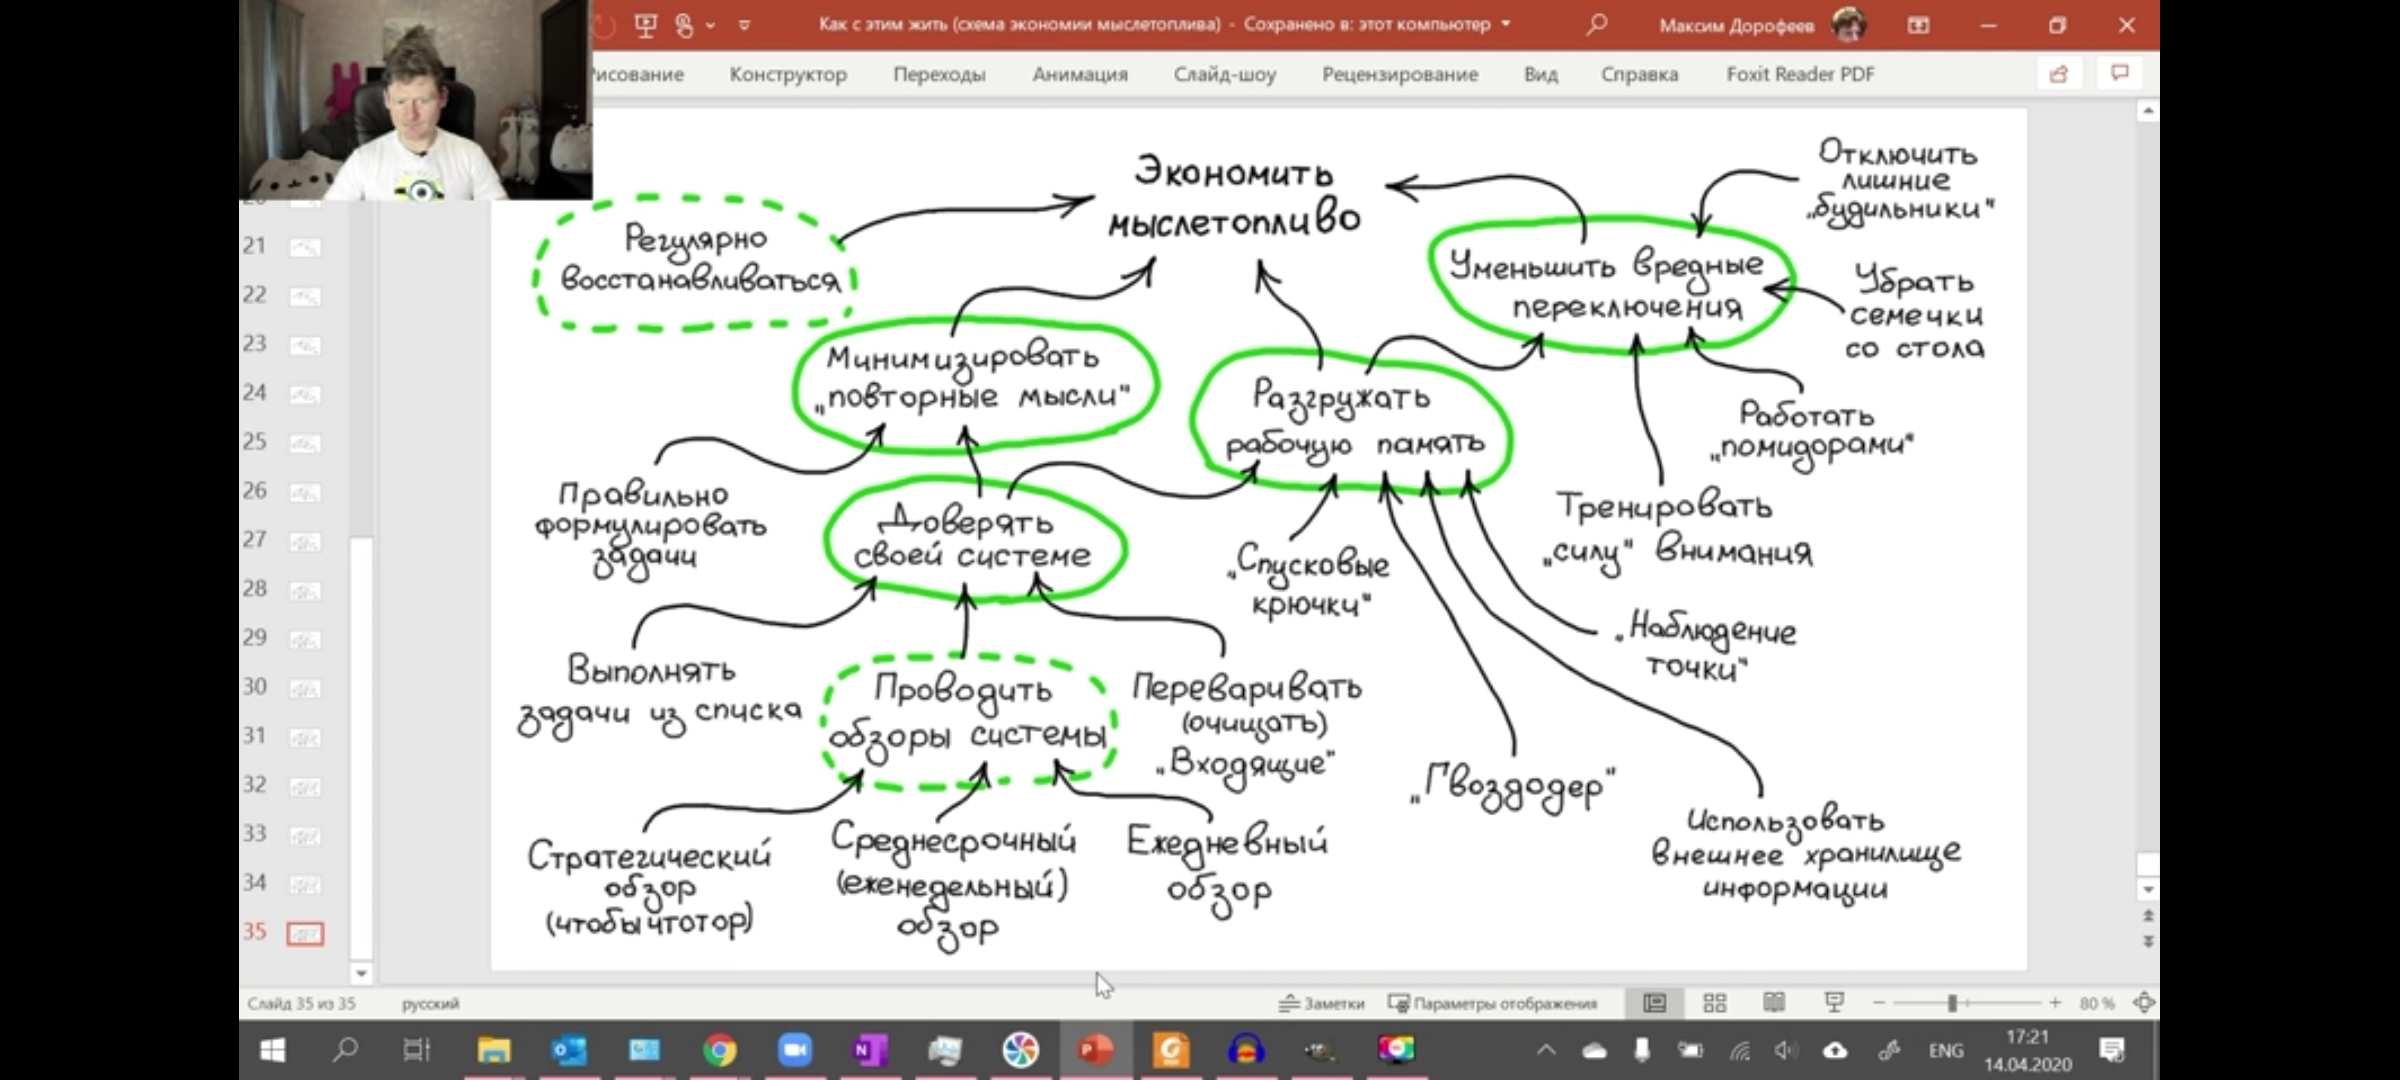 Как с этим жить (схема экономии мыслетоплива) - Сохранено в: этот компьютер
Максим Дорофеев
Рисование Конструктор Переходы Анимация Слайд-шоу Рецензирование Вид Справка Foxit Reader PDF
21
22
23
24
25
26
27
28
29
30
31
32
33
34
35
Экономить
мыслетопливо
Регулярно
восстанавливаться
Отключить
лишние
„будильники"
Уменьшить вредные
переключения
Убрать
семечки
со стола
Минимизировать
„повторные мысли"
Разгружать
рабочую память
Работать
„помидорами"
Правильно
формулировать
задачи
Доверять
своей системе
„Спусковые
крючки"
Тренировать
„силу" внимания
„Наблюдение
точки"
Выполнять
задачи из списка
Проводить
обзоры системы
Переваривать
(очищать)
„Входящие"
„Гвоздодер"
Использовать
внешнее хранилище
информации
Стратегический
обзор
(чтобычтотор)
Среднесрочный
(еженедельный)
обзор
Ежедневный
обзор
Слайд 35 из 35 русский Заметки Параметры отображения 80 %
ENG
17:21
14.04.2020